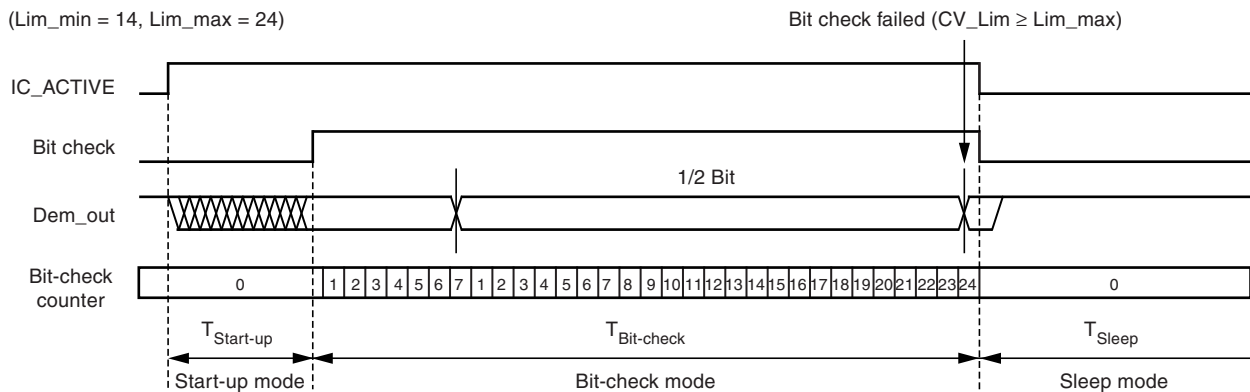 (Lim_min = 14, Lim_max = 24)
Bit check failed (CV_Lim ≥ Lim_max)
IC_ACTIVE
Bit check
1/2 Bit
Dem_out
Bit-check counter
0 1 2 3 4 5 6 7 1 2 3 4 5 6 7 8 9 10 11 12 13 14 15 16 17 18 19 20 21 22 23 24 0
T Start-up
T Bit-check
T Sleep
Start-up mode
Bit-check mode
Sleep mode